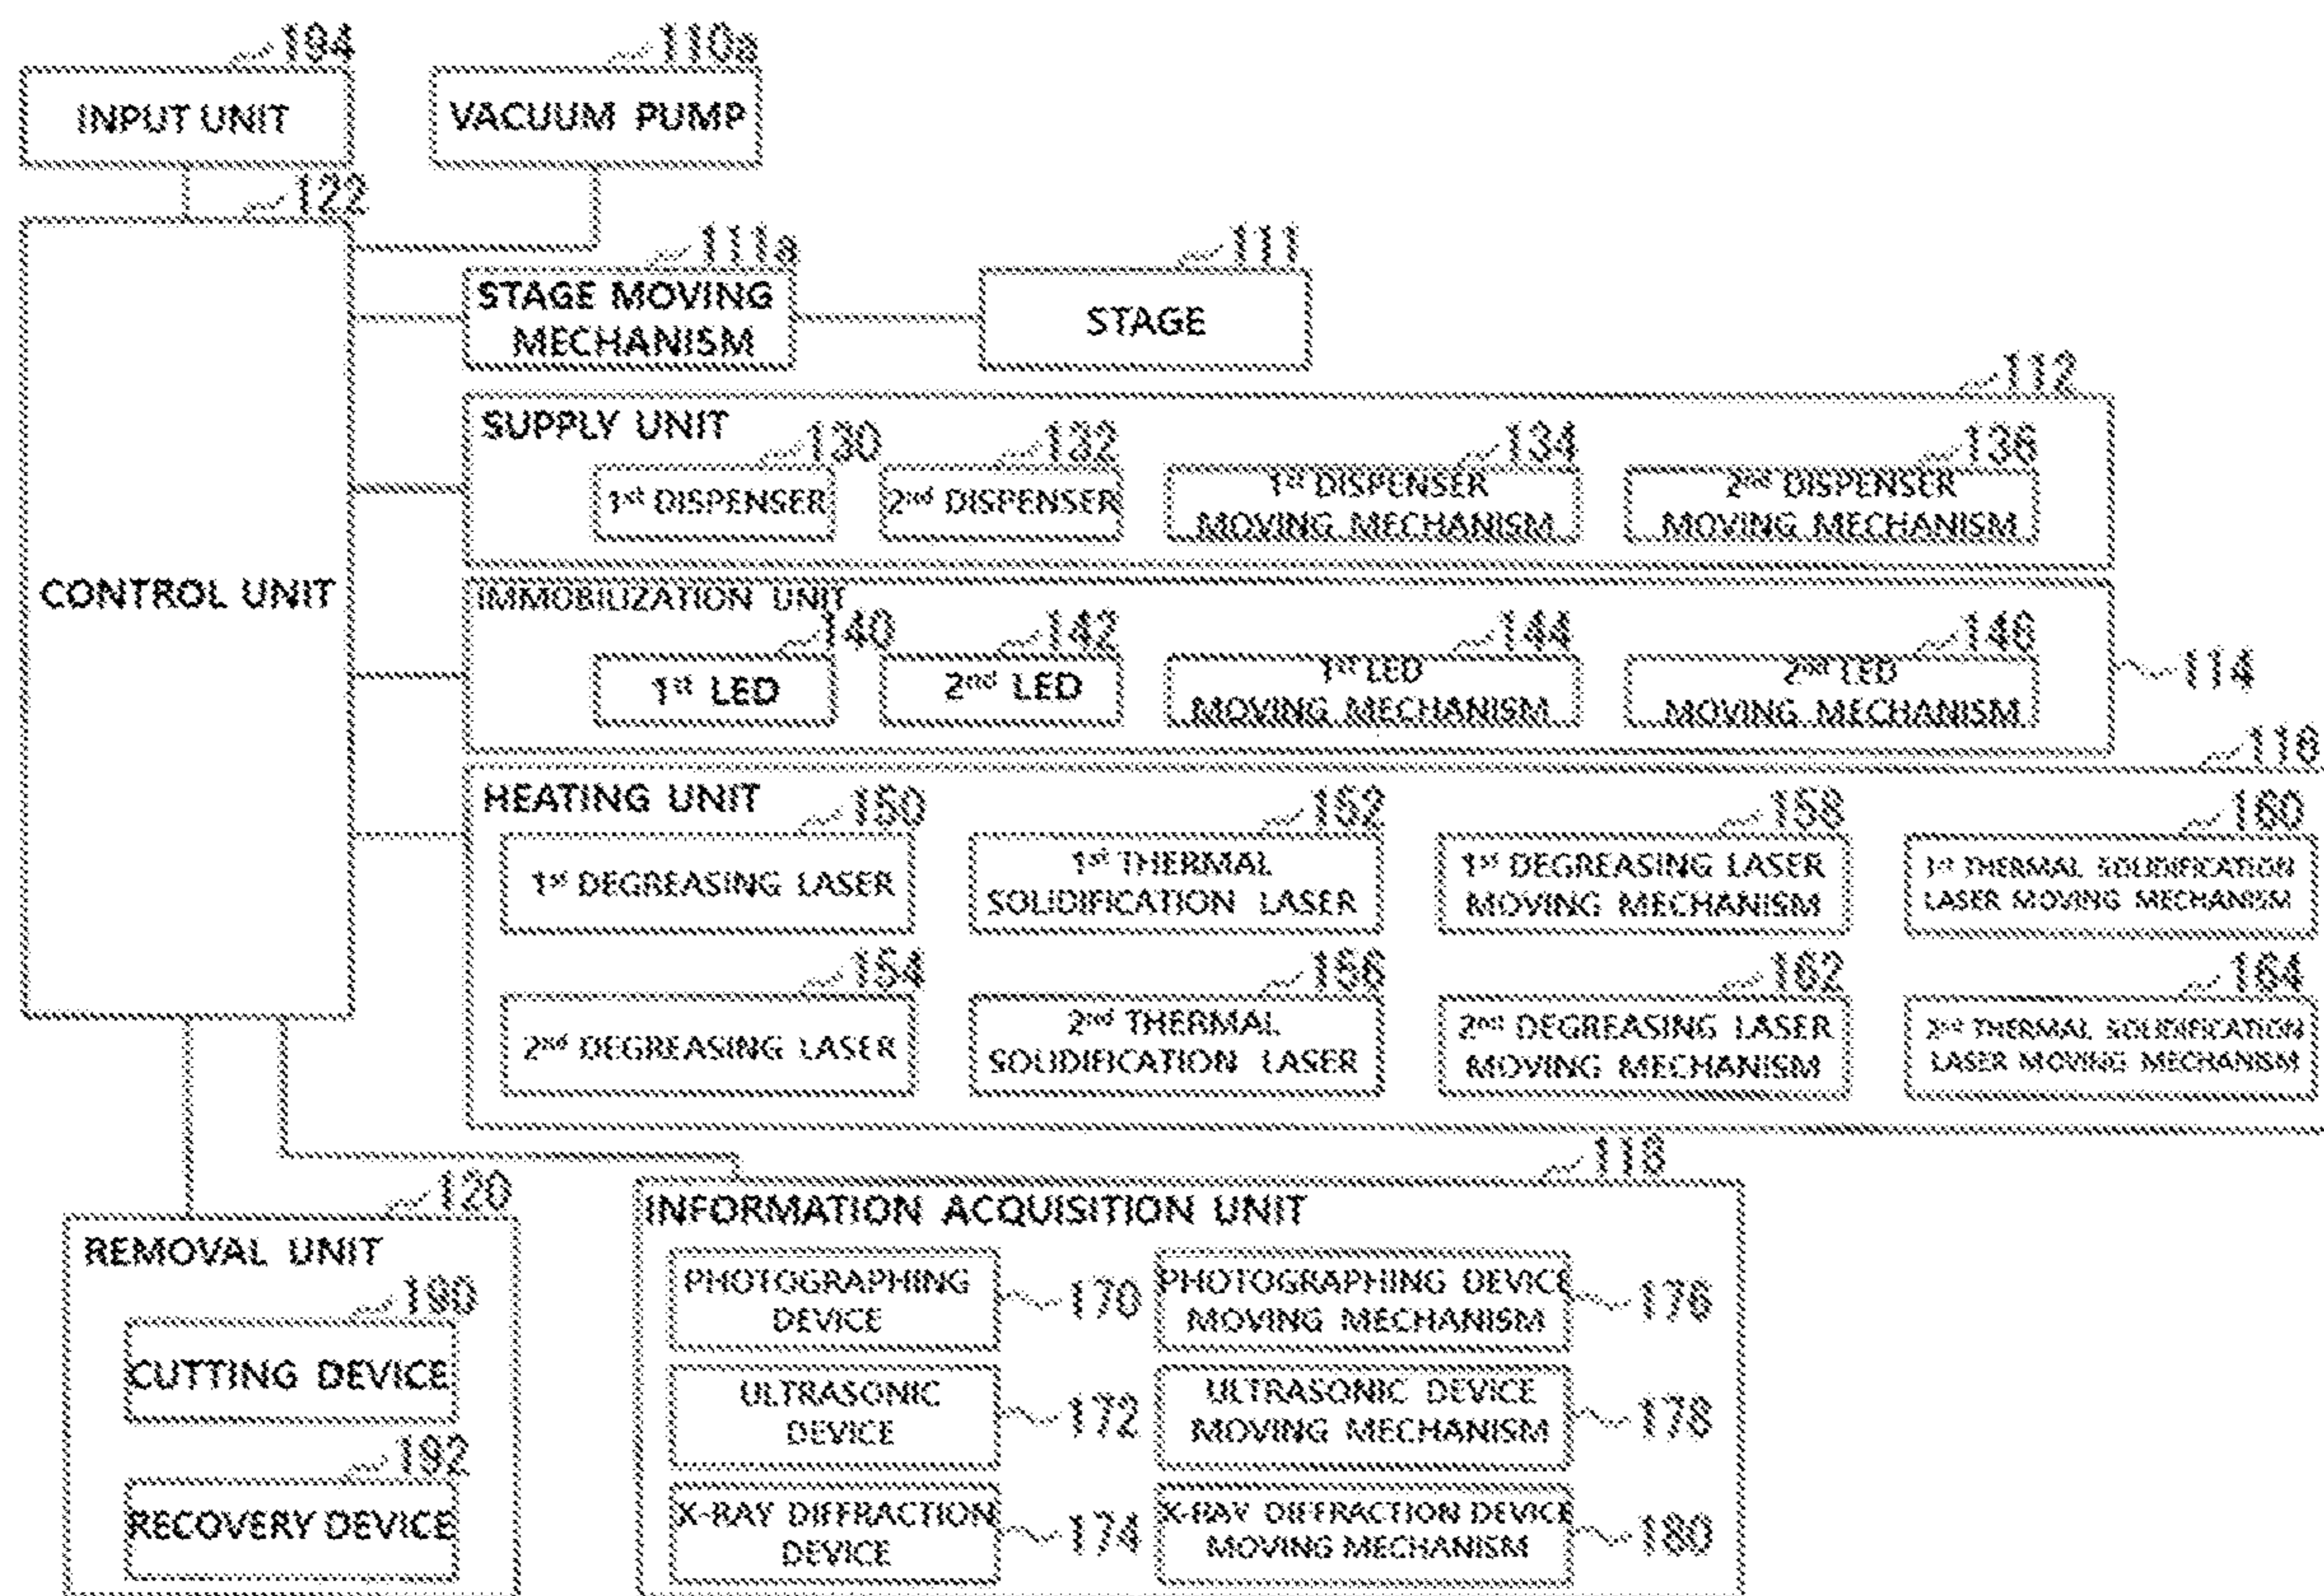 194
110a
INPUT UNIT
VACUUM PUMP
122
111a
111
CONTROL UNIT
STAGE MOVING
MECHANISM
STAGE
112
SUPPLY UNIT
130
132
134
136
1st DISPENSER
2nd DISPENSER
1st DISPENSER
MOVING MECHANISM
2nd DISPENSER
MOVING MECHANISM
IMMOBILIZATION UNIT
140
142
144
146
114
1st LED
2nd LED
1st LED
MOVING MECHANISM
2nd LED
MOVING MECHANISM
116
HEATING UNIT
150
152
158
160
1st DEGREASING LASER
1st THERMAL
SOLIDIFICATION LASER
1st DEGREASING LASER
MOVING MECHANISM
1st THERMAL SOLIDIFICATION
LASER MOVING MECHANISM
154
156
162
164
2nd DEGREASING LASER
2nd THERMAL
SOLIDIFICATION LASER
2nd DEGREASING LASER
MOVING MECHANISM
2nd THERMAL SOLIDIFICATION
LASER MOVING MECHANISM
120
REMOVAL UNIT
190
CUTTING DEVICE
192
RECOVERY DEVICE
118
INFORMATION ACQUISITION UNIT
PHOTOGRAPHING
DEVICE
170
PHOTOGRAPHING DEVICE
MOVING MECHANISM
176
ULTRASONIC
DEVICE
172
ULTRASONIC DEVICE
MOVING MECHANISM
178
X-RAY DIFFRACTION
DEVICE
174
X-RAY DIFFRACTION DEVICE
MOVING MECHANISM
180